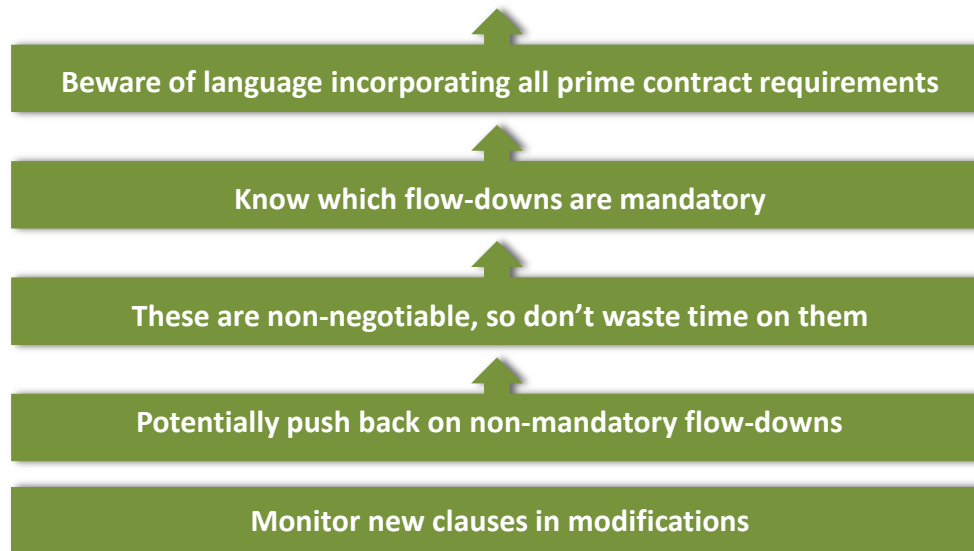 Beware of language incorporating all prime contract requirements
Know which flow-downs are mandatory
These are non-negotiable, so don’t waste time on them
Potentially push back on non-mandatory flow-downs
Monitor new clauses in modifications